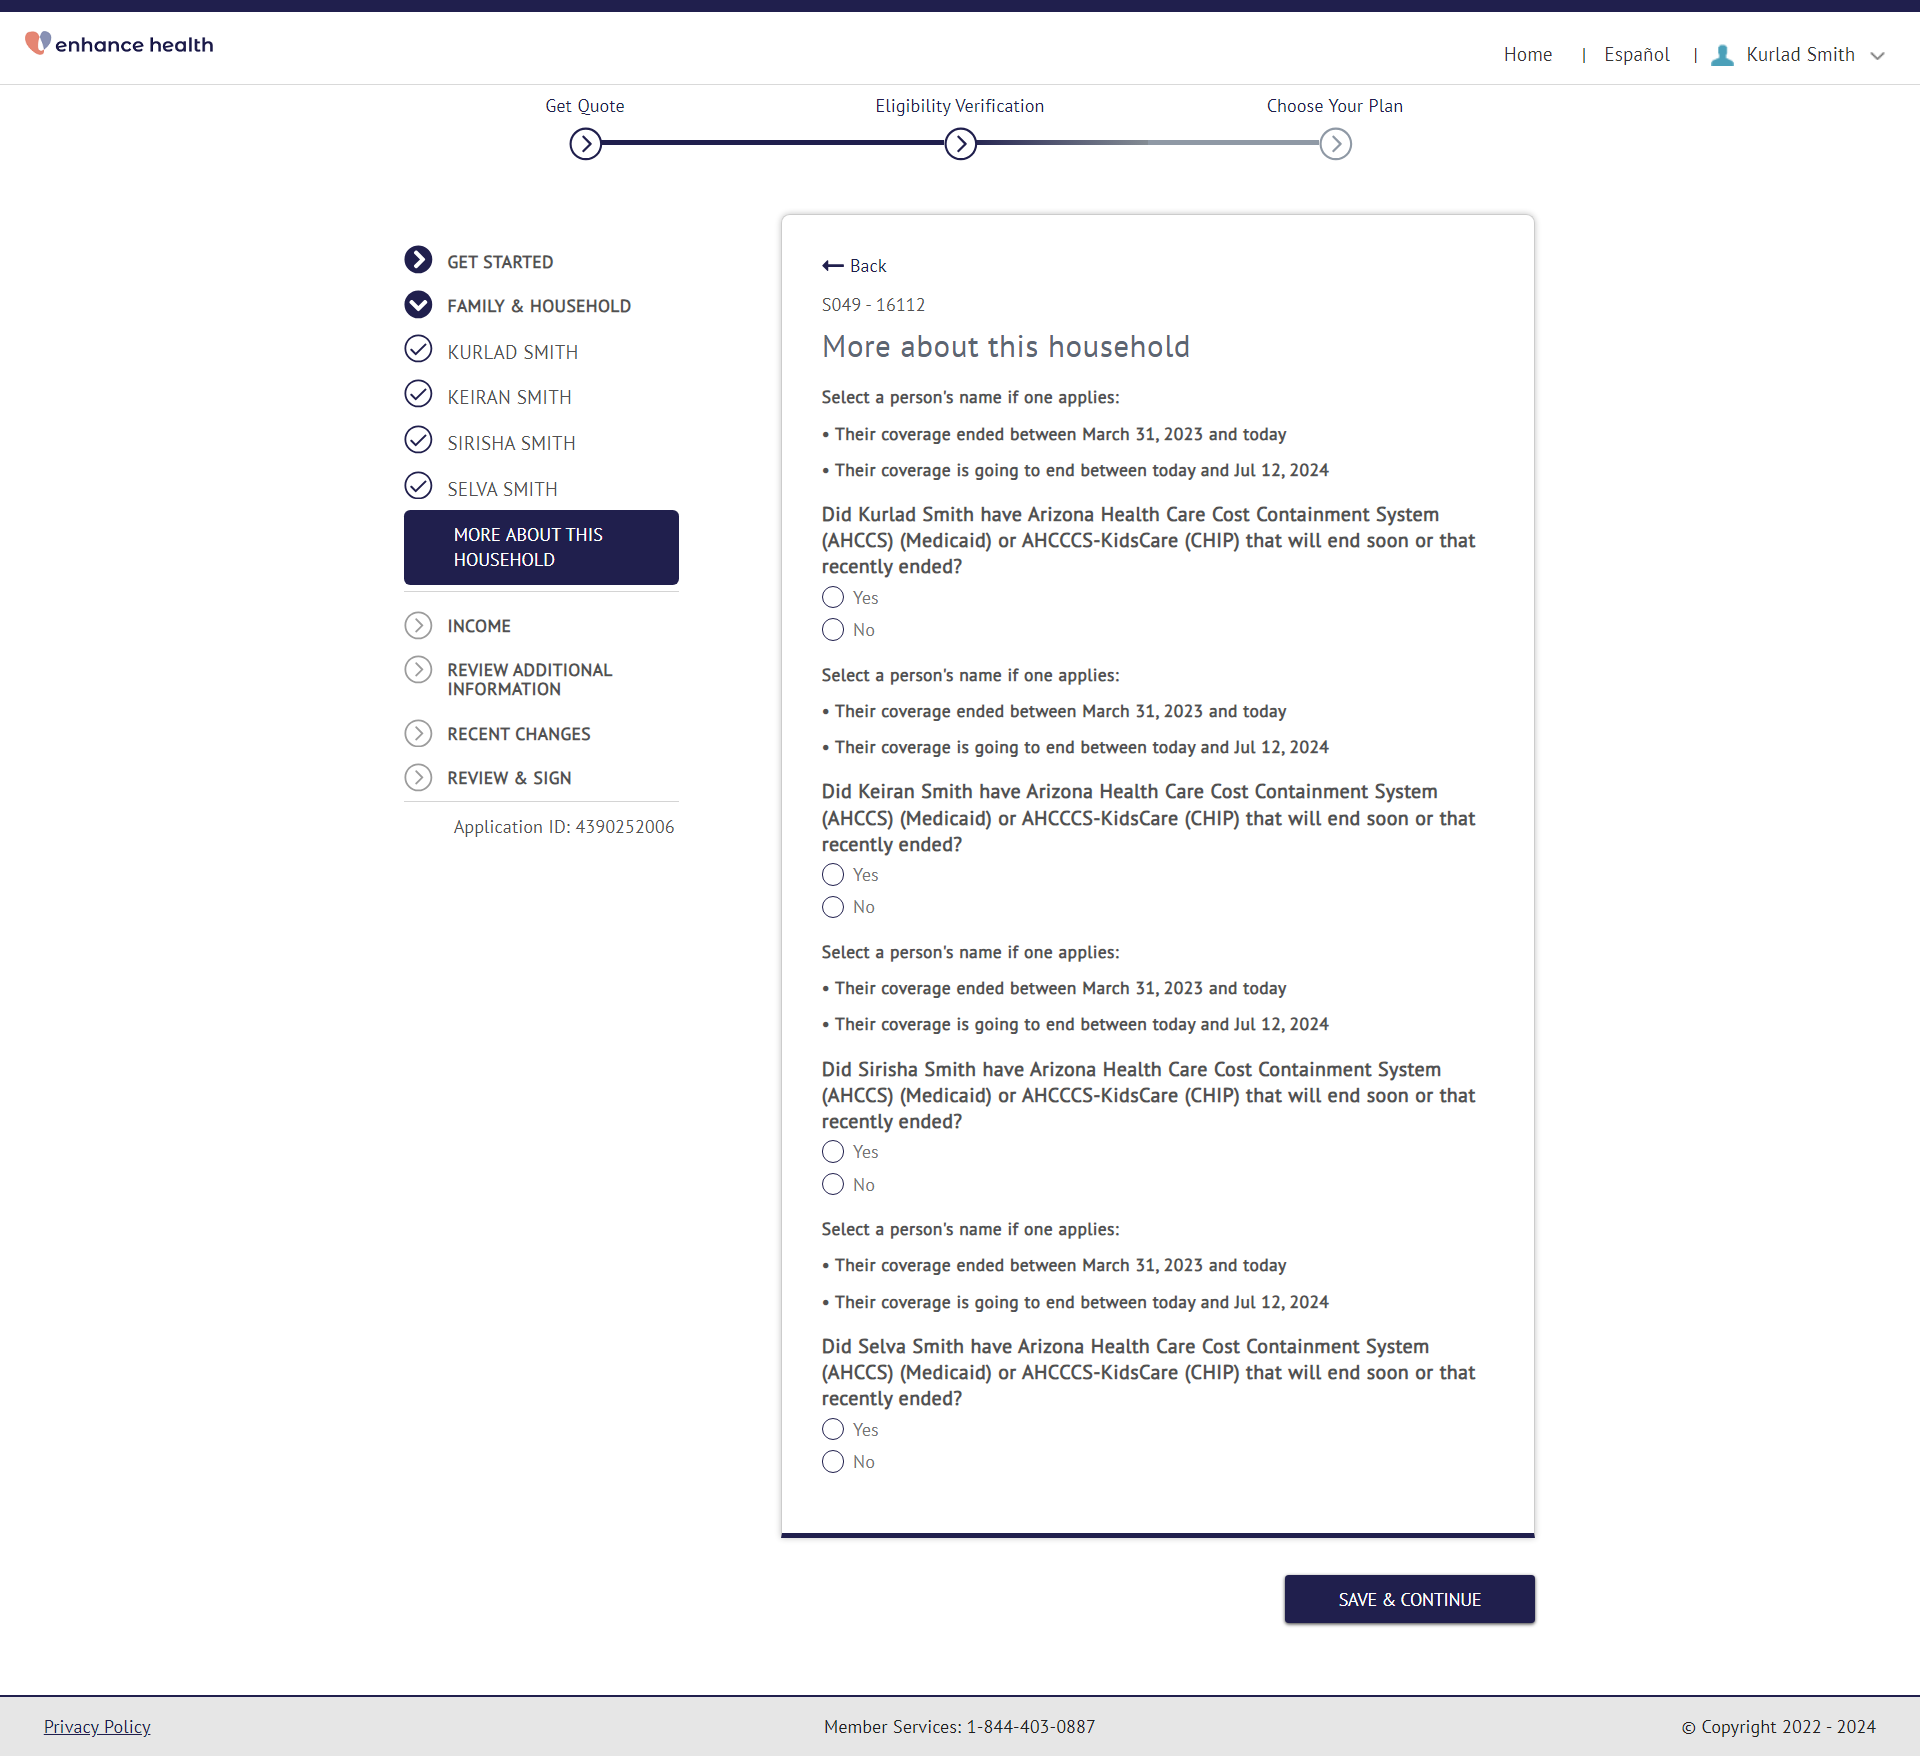 enhance health
Home | Español | Kurlad Smith
Get Quote
Eligibility Verification
Choose Your Plan
GET STARTED
FAMILY & HOUSEHOLD
KURLAD SMITH
KEIRAN SMITH
SIRISHA SMITH
SELVA SMITH
MORE ABOUT THIS
HOUSEHOLD
INCOME
REVIEW ADDITIONAL
INFORMATION
RECENT CHANGES
REVIEW & SIGN
Application ID: 4390252006
Back
S049 - 16112
More about this household
Select a person's name if one applies:
• Their coverage ended between March 31, 2023 and today
• Their coverage is going to end between today and Jul 12, 2024
Did Kurlad Smith have Arizona Health Care Cost Containment System
(AHCCS) (Medicaid) or AHCCCS-KidsCare (CHIP) that will end soon or that
recently ended?
Yes
No
Select a person's name if one applies:
• Their coverage ended between March 31, 2023 and today
• Their coverage is going to end between today and Jul 12, 2024
Did Keiran Smith have Arizona Health Care Cost Containment System
(AHCCS) (Medicaid) or AHCCCS-KidsCare (CHIP) that will end soon or that
recently ended?
Yes
No
Select a person's name if one applies:
• Their coverage ended between March 31, 2023 and today
• Their coverage is going to end between today and Jul 12, 2024
Did Sirisha Smith have Arizona Health Care Cost Containment System
(AHCCS) (Medicaid) or AHCCCS-KidsCare (CHIP) that will end soon or that
recently ended?
Yes
No
Select a person's name if one applies:
• Their coverage ended between March 31, 2023 and today
• Their coverage is going to end between today and Jul 12, 2024
Did Selva Smith have Arizona Health Care Cost Containment System
(AHCCS) (Medicaid) or AHCCCS-KidsCare (CHIP) that will end soon or that
recently ended?
Yes
No
SAVE & CONTINUE
Privacy Policy
Member Services: 1-844-403-0887
© Copyright 2022 - 2024